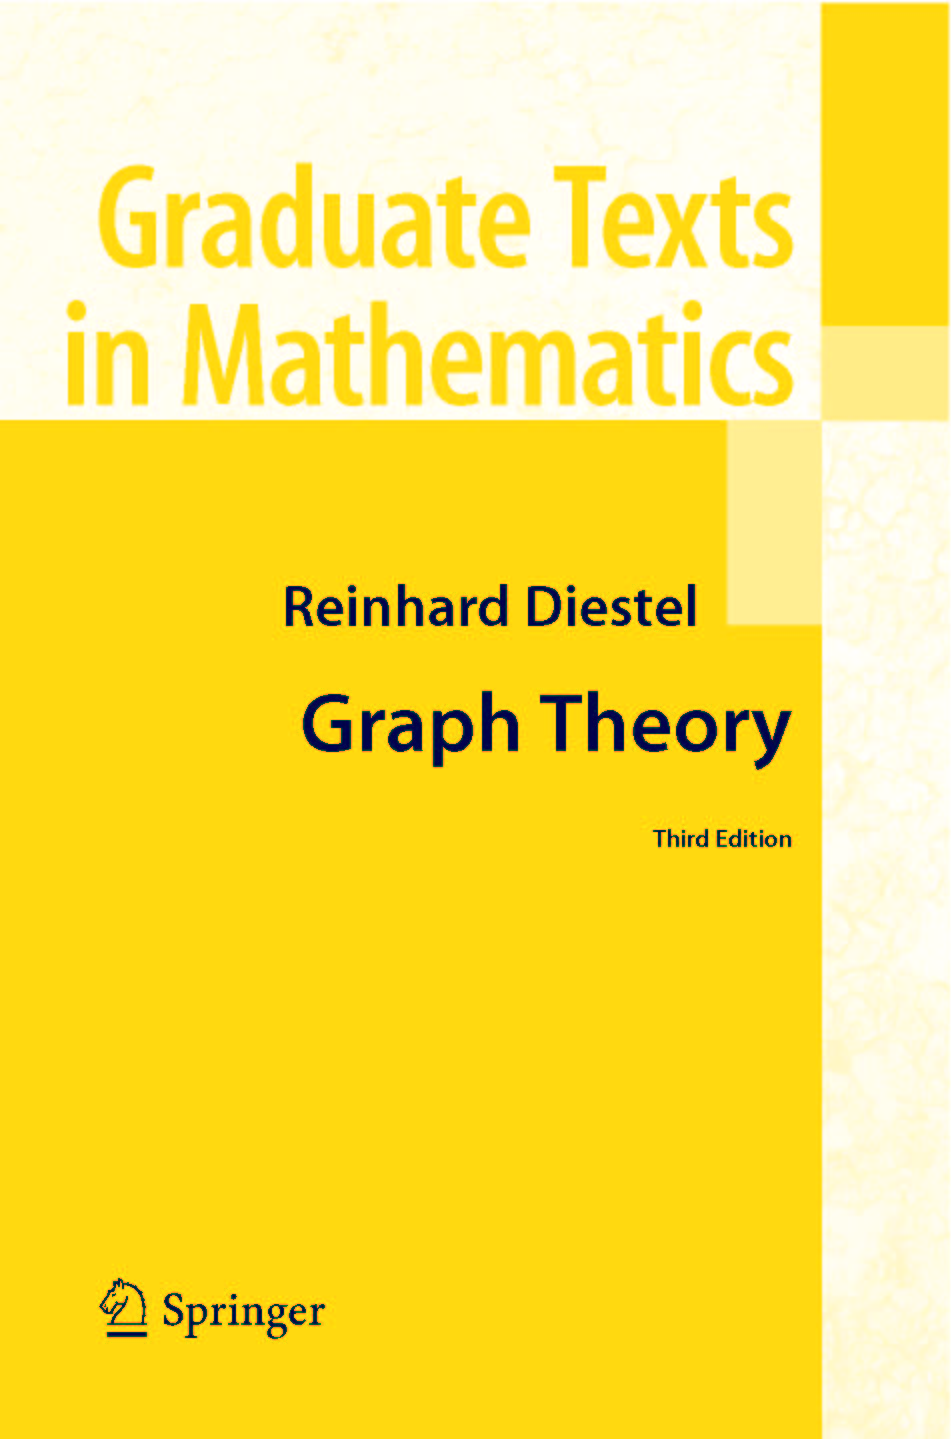 Graduate Texts
in Mathematics
Reinhard Diestel
Graph Theory
Third Edition
Springer